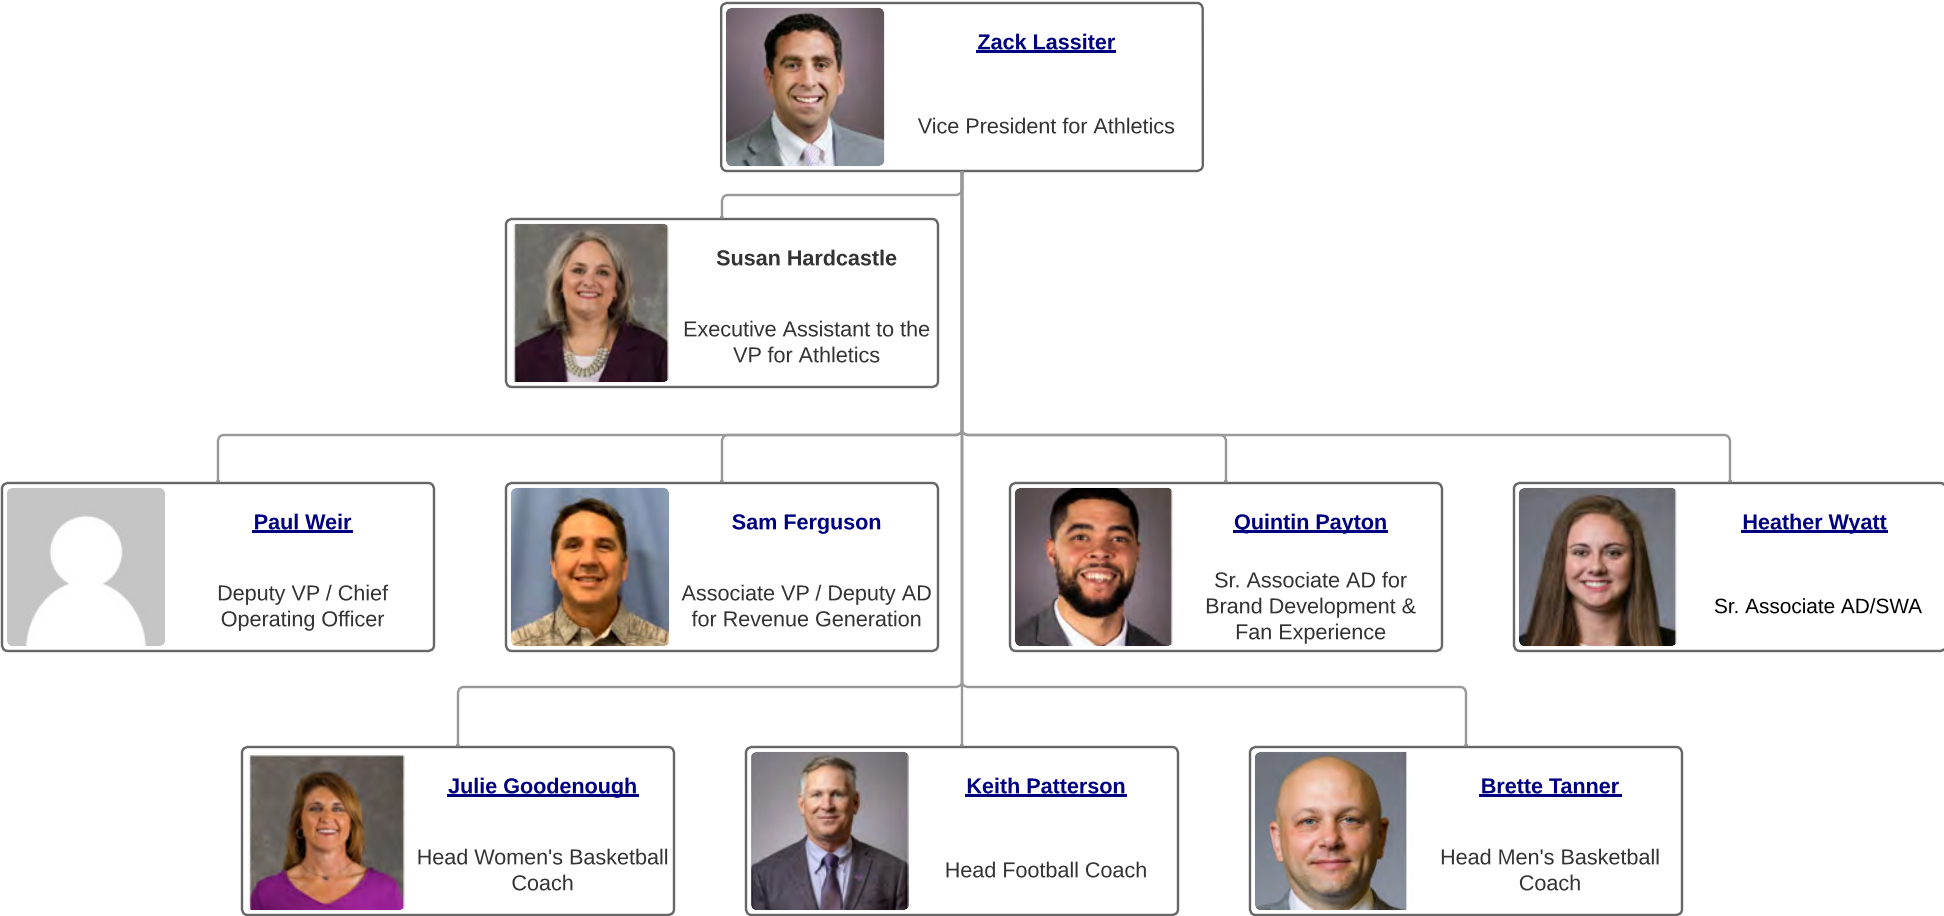 Zack Lassiter
Vice President for Athletics
Susan Hardcastle
Executive Assistant to the
VP for Athletics
Paul Weir
Deputy VP / Chief
Operating Officer
Sam Ferguson
Associate VP / Deputy AD
for Revenue Generation
Quintin Payton
Sr. Associate AD for
Brand Development &
Fan Experience
Heather Wyatt
Sr. Associate AD/SWA
Julie Goodenough
Head Women's Basketball
Coach
Keith Patterson
Head Football Coach
Brette Tanner
Head Men's Basketball
Coach